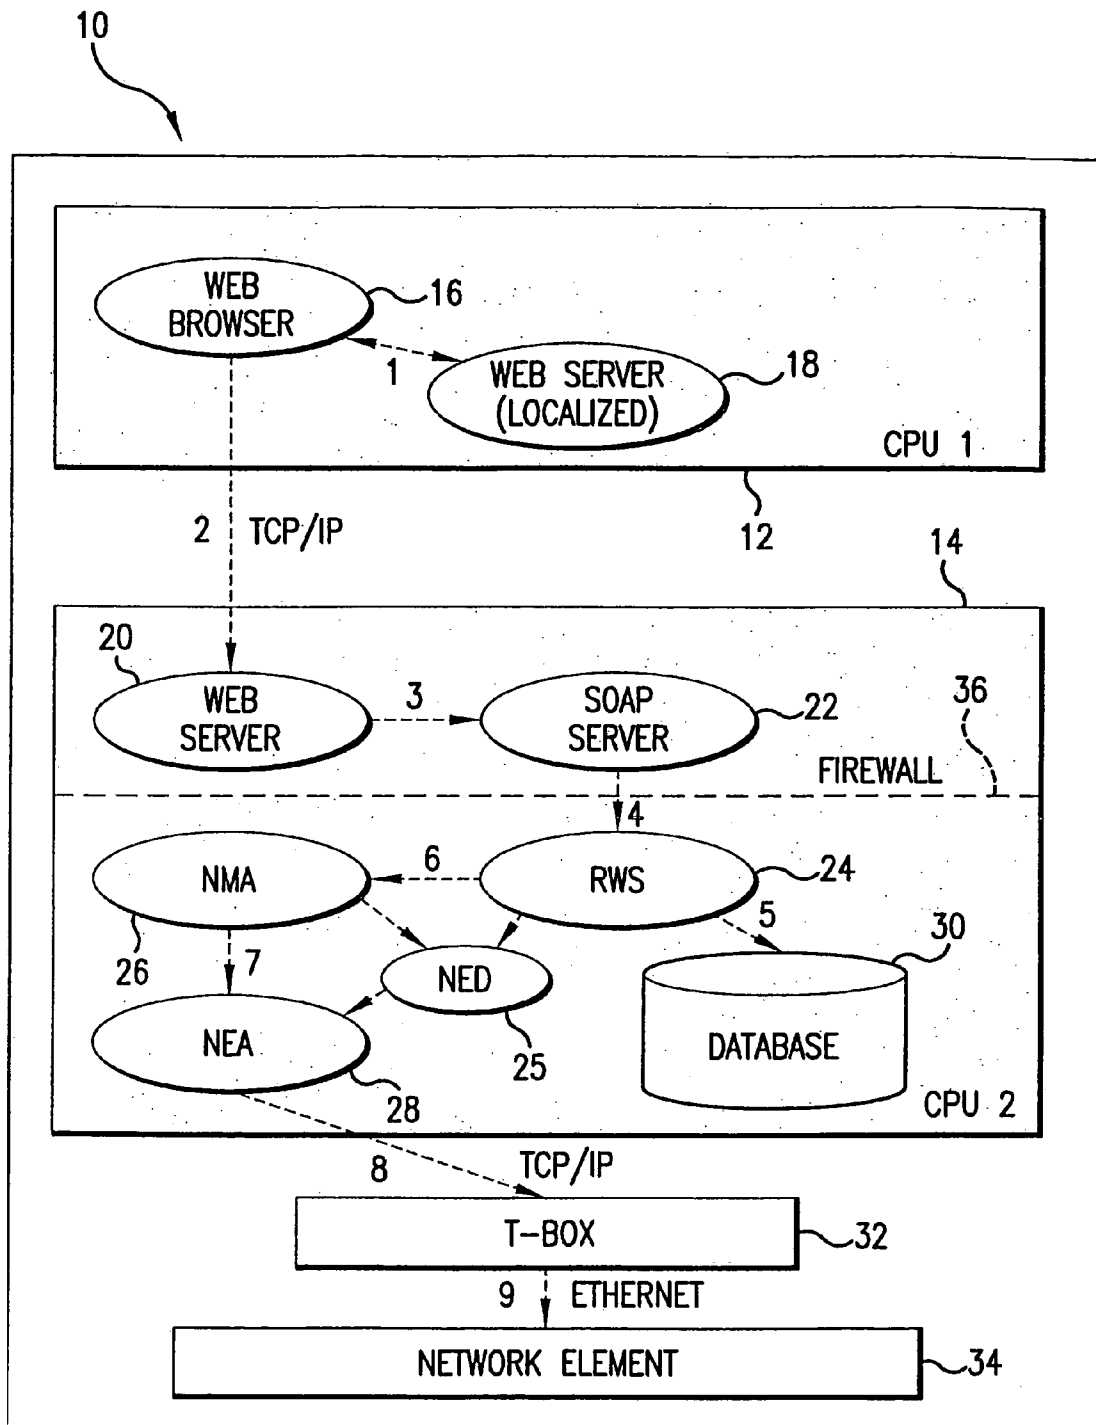 10
WEB
BROWSER
16
1
WEB SERVER
(LOCALIZED)
18
CPU 1
12
2
TCP/IP
14
20
WEB
SERVER
3
SOAP
SERVER
22
36
FIREWALL
4
NMA
6
RWS
24
26
7
5
30
NED
25
NEA
28
DATABASE
CPU 2
8
TCP/IP
T-BOX
32
9
ETHERNET
NETWORK ELEMENT
34